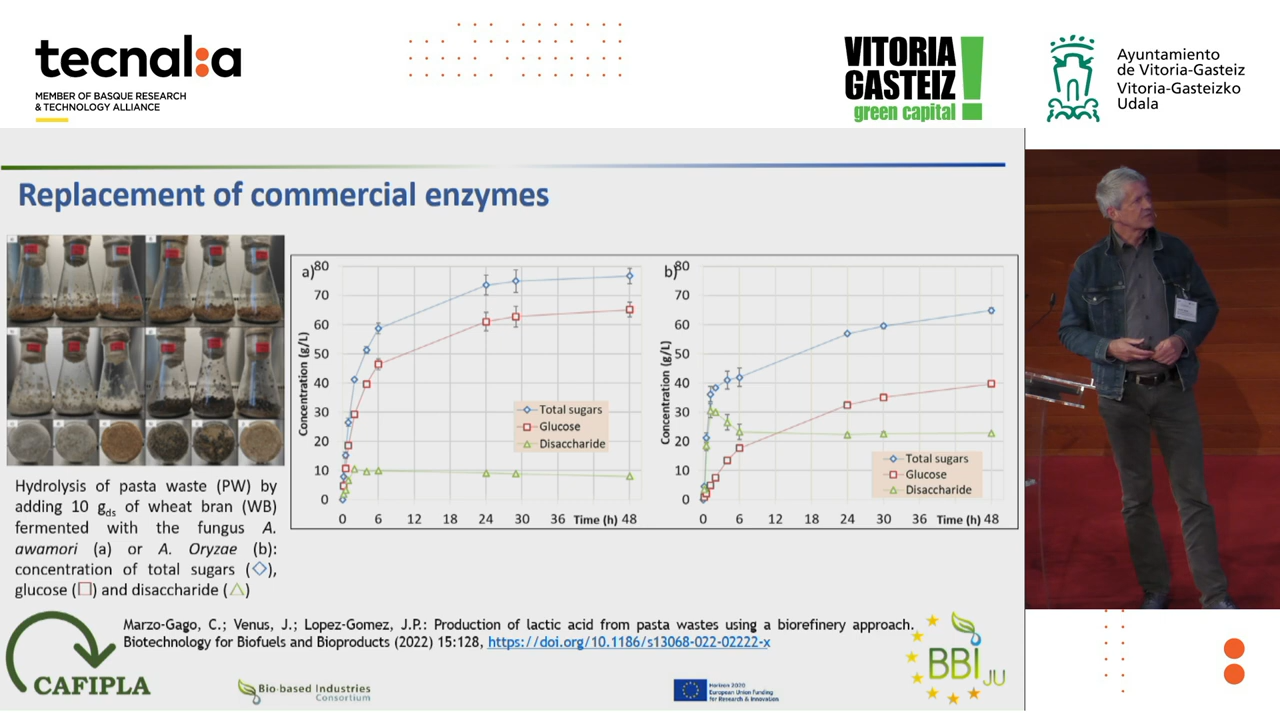 tecnal:a
MEMBER OF BASQUE RESEARCH
& TECHNOLOGY ALLIANCE
VITORIA
GASTEIZ
green capital
Ayuntamiento
de Vitoria-Gasteiz
Vitoria-Gasteizko
Udala
Replacement of commercial enzymes
a)
80
70
60
50
40
30
20
10
0
Concentration (g/L)
Total sugars
Glucose
Disaccharide
0 6 12 18 24 30 36 Time (h) 48
b)
80
70
60
50
40
30
20
10
0
Concentration (g/L)
Total sugars
Glucose
Disaccharide
0 6 12 18 24 30 36 Time (h) 48
Hydrolysis of pasta waste (PW) by
adding 10 gds of wheat bran (WB)
fermented with the fungus A.
awamori (a) or A. Oryzae (b):
concentration of total sugars (◇),
glucose (□) and disaccharide (△)
Marzo-Gago, C.; Venus, J.; Lopez-Gomez, J.P.: Production of lactic acid from pasta wastes using a biorefinery approach.
Biotechnology for Biofuels and Bioproducts (2022) 15:128, https://doi.org/10.1186/s13068-022-02222-x
CAFIPLA
Bio-based Industries
Consortium
Horizon 2020
European Union Funding
for Research & Innovation
BBI JU